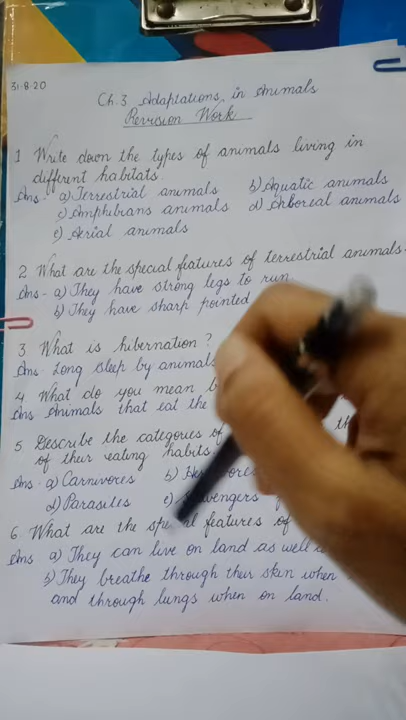 31·8·20
Ch.3 Adaptations in Animals
Revision Work
1 Write down the types of animals living in
different habitats.
Ans- a) Terrestrial animals b) Aquatic animals
c) Amphibians animals d) Arboreal animals
e) Aerial animals
2. What are the special features of terrestrial animals.
Ans- a) They have strong legs to run
b) They have sharp pointed
3. What is hibernation?
Ans. Long sleep by animals
4 What do you mean
Ans Animals that eat the
5 Describe the categories of
of their eating habits
Ans. a) Carnivores b)
d) Parasites e)
6. What are the features of
Ans a) They can live on land as well
b) They breathe through their skin when
and through lungs when on land.